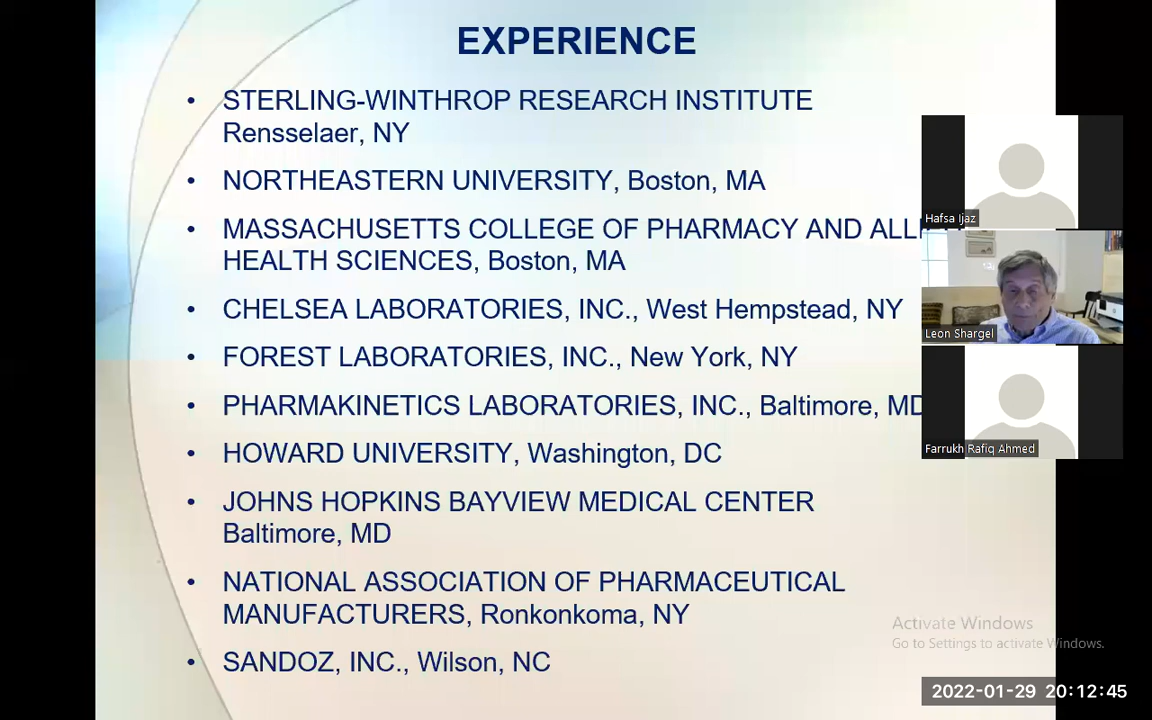 EXPERIENCE
• STERLING-WINTHROP RESEARCH INSTITUTE
Rensselaer, NY
• NORTHEASTERN UNIVERSITY, Boston, MA
• MASSACHUSETTS COLLEGE OF PHARMACY AND
HEALTH SCIENCES, Boston, MA
• CHELSEA LABORATORIES, INC., West Hempstead, NY
• FOREST LABORATORIES, INC., New York, NY
• PHARMAKINETICS LABORATORIES, INC., Baltimore, MD
• HOWARD UNIVERSITY, Washington, DC
• JOHNS HOPKINS BAYVIEW MEDICAL CENTER
Baltimore, MD
• NATIONAL ASSOCIATION OF PHARMACEUTICAL
MANUFACTURERS, Ronkonkoma, NY
• SANDOZ, INC., Wilson, NC
Hafsa Ijaz
Leon Shargel
Farrukh Rafiq Ahmed
Activate Windows
Go to Settings to activate Windows.
2022-01-29 20:12:45